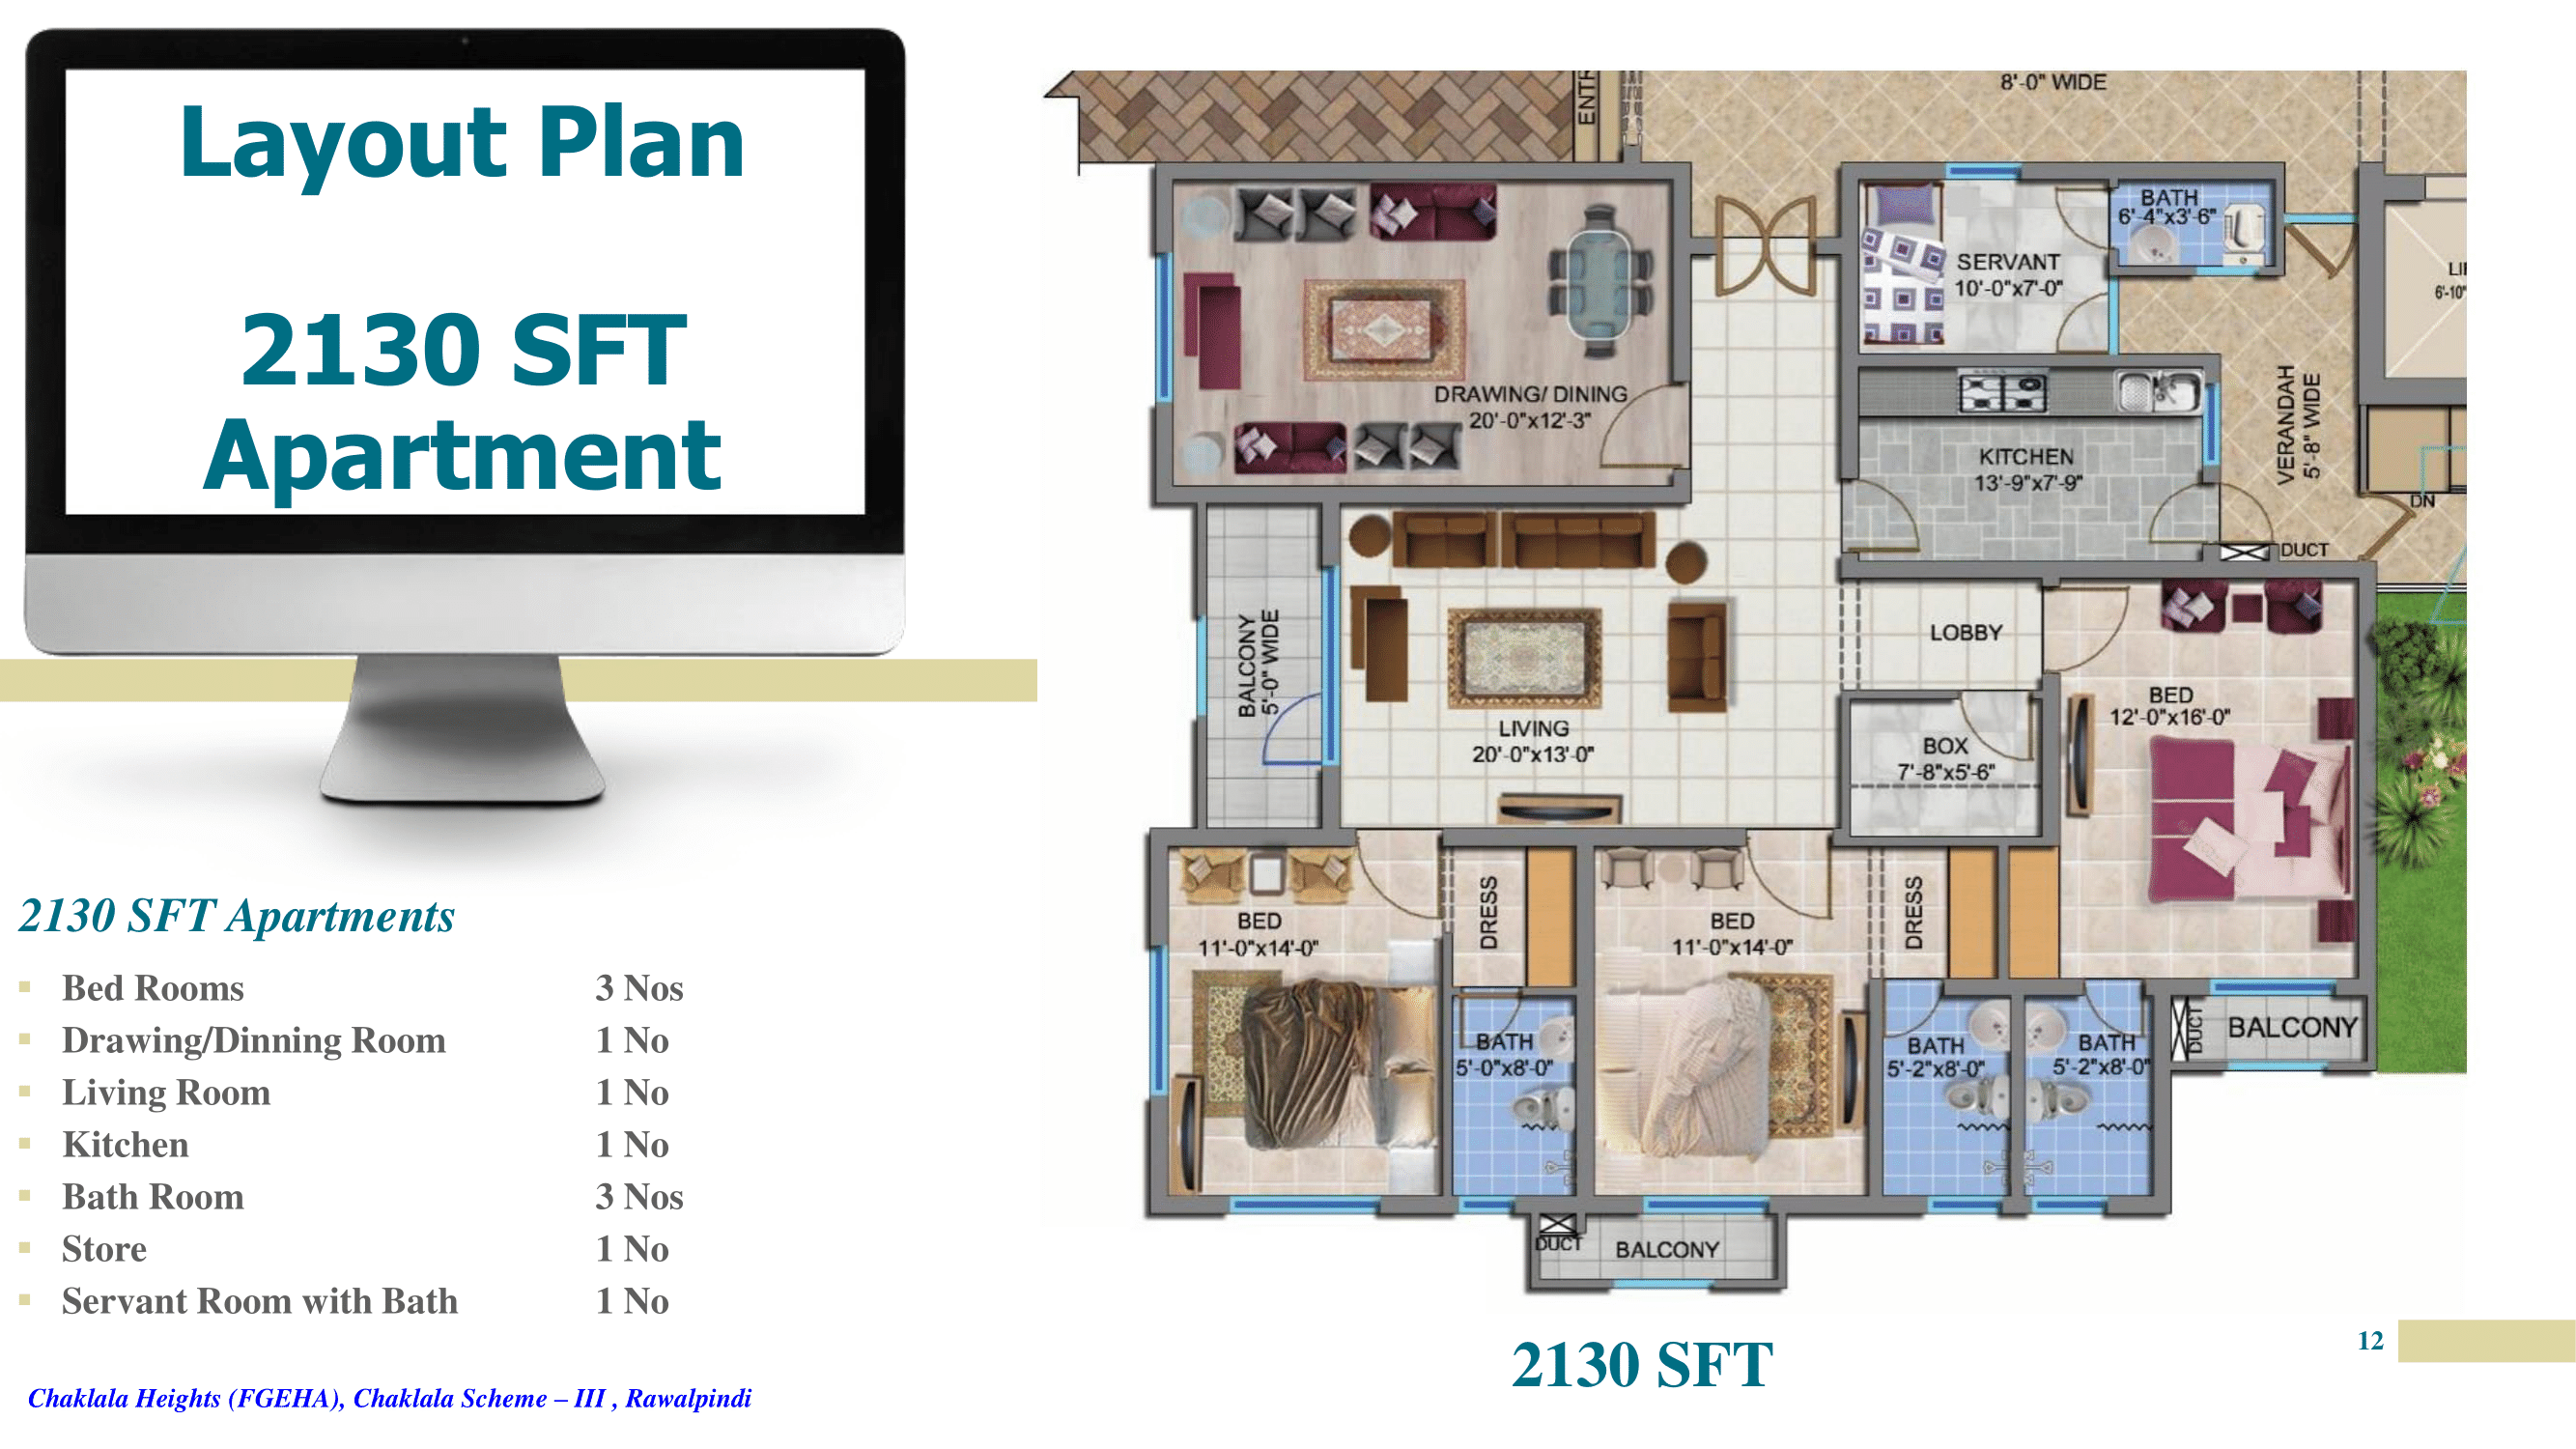 Layout Plan
2130 SFT
Apartment
2130 SFT Apartments
Bed Rooms 3 Nos
Drawing/Dinning Room 1 No
Living Room 1 No
Kitchen 1 No
Bath Room 3 Nos
Store 1 No
Servant Room with Bath 1 No
Chaklala Heights (FGEHA), Chaklala Scheme – III , Rawalpindi
8'-0" WIDE
BATH
6'-4"x3'-6"
SERVANT
10'-0"x7'-0"
DRAWING/ DINING
20'-0"x12'-3"
KITCHEN
13'-9"x7'-9"
VERANDAH
5'-8" WIDE
DN
DUCT
BALCONY
5'-0" WIDE
LOBBY
LIVING
20'-0"x13'-0"
BOX
7'-8"x5'-6"
BED
12'-0"x16'-0"
BED
11'-0"x14'-0"
DRESS
BED
11'-0"x14'-0"
DRESS
BATH
5'-0"x8'-0"
BATH
5'-2"x8'-0"
BATH
5'-2"x8'-0"
DUCT
BALCONY
DUCT
BALCONY
2130 SFT
12